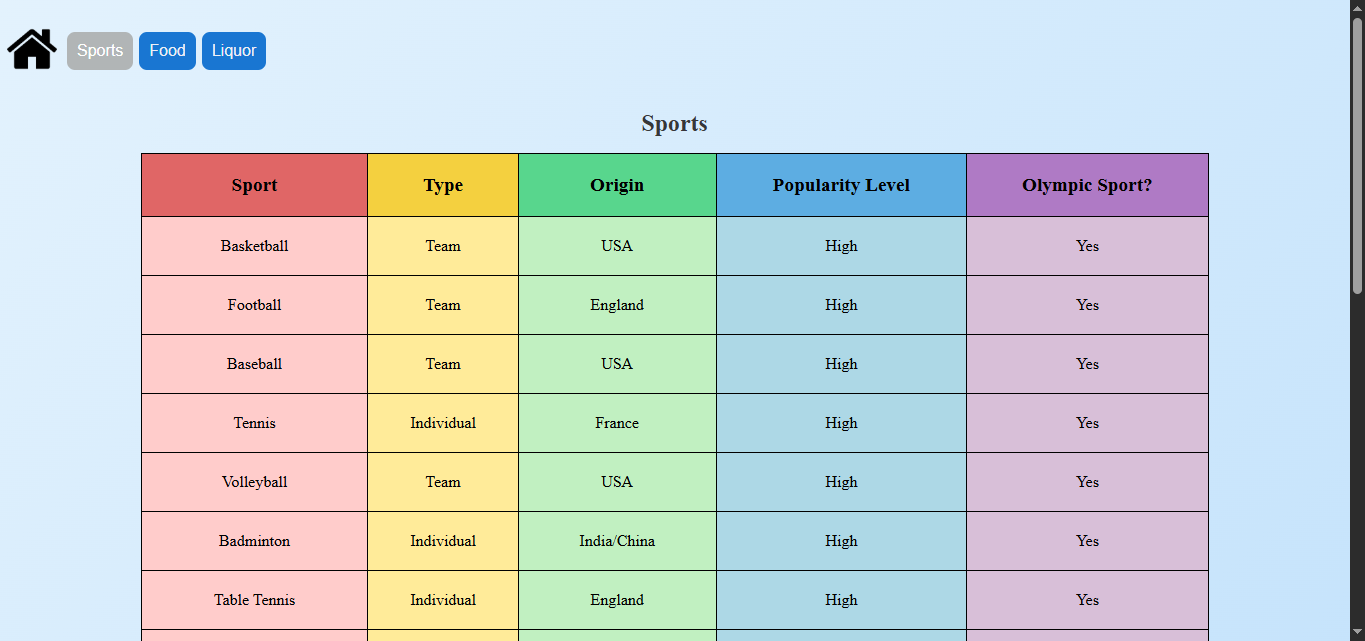 Sports Food Liquor
Sports
Sport Type Origin Popularity Level Olympic Sport?
Basketball Team USA High Yes
Football Team England High Yes
Baseball Team USA High Yes
Tennis Individual France High Yes
Volleyball Team USA High Yes
Badminton Individual India/China High Yes
Table Tennis Individual England High Yes